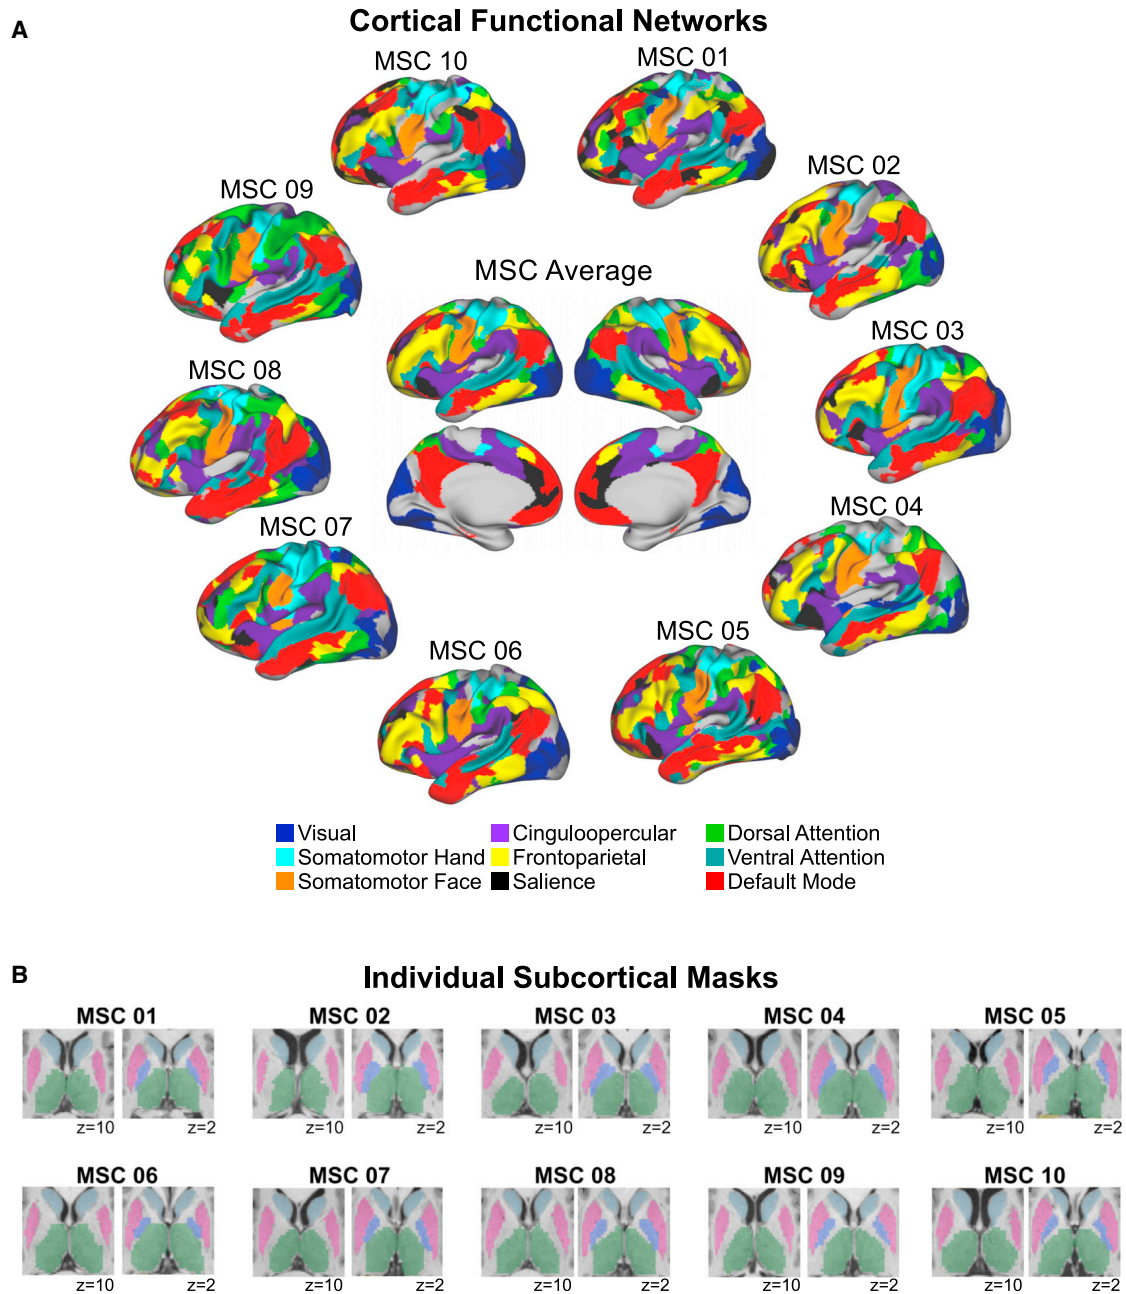 A
Cortical Functional Networks
MSC 10
MSC 01
MSC 02
MSC 09
MSC Average
MSC 03
MSC 08
MSC 04
MSC 07
MSC 05
MSC 06
Visual
Cinguloopercular
Dorsal Attention
Somatomotor Hand
Frontoparietal
Ventral Attention
Somatomotor Face
Salience
Default Mode
B
Individual Subcortical Masks
MSC 01
MSC 02
MSC 03
MSC 04
MSC 05
z=10
z=2
z=10
z=2
z=10
z=2
z=10
z=2
z=10
z=2
MSC 06
MSC 07
MSC 08
MSC 09
MSC 10
z=10
z=2
z=10
z=2
z=10
z=2
z=10
z=2
z=10
z=2